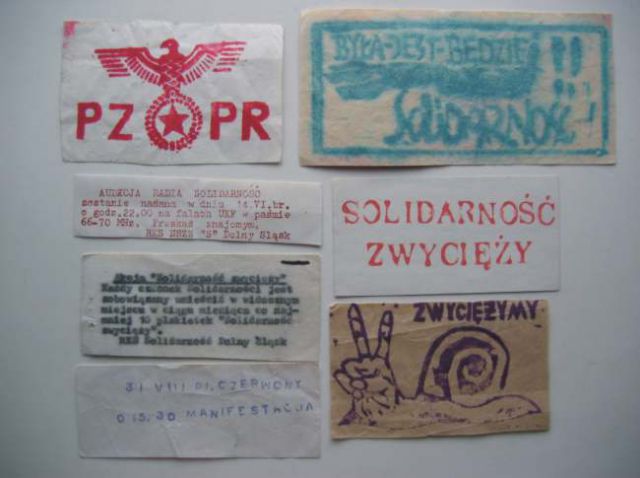 PZ PR
BYŁA-JEST-BĘDZIE !!
Solidarność
AUDYCJA RADIA SOLIDARNOŚĆ
zostanie nadana w dniu 14.VI.br.
o godz.22.00 na falach UKF w paśmie
66-70 MHz. Przekaż znajomym.
RKS NSZZ "S" Dolny Śląsk
SOLIDARNOŚĆ
ZWYCIĘŻY
Akcja "Solidarność zwycięży"
Każdy członek Solidarności jest
zobowiązany umieścić w widocznym
miejscu w ciągu miesiąca co naj-
mniej 10 plakietek "Solidarność
zwycięży".
RKS Solidarność Dolny Śląsk
ZWYCIĘŻYMY
31 VIII PL. CZERWONY
O 15.30 MANIFESTACJA